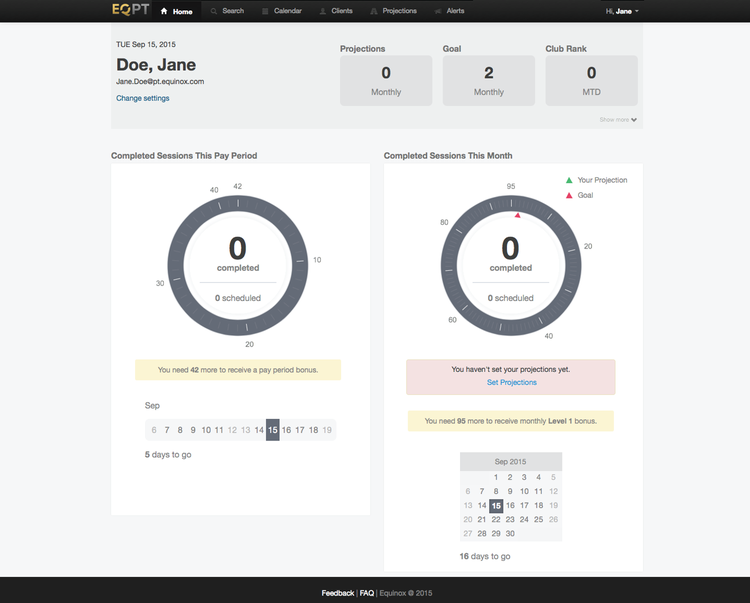 EQPT Home Search Calendar Clients Projections Alerts Hi, Jane
TUE Sep 15, 2015
Doe, Jane
Jane.Doe@pt.equinox.com
Change settings
Projections Goal Club Rank
0 2 0
Monthly Monthly MTD
Show more
Completed Sessions This Pay Period
40 42
10
30
20
0
completed
0 scheduled
You need 42 more to receive a pay period bonus.
Sep
6 7 8 9 10 11 12 13 14 15 16 17 18 19
5 days to go
Completed Sessions This Month
Your Projection
Goal
95
80
20
60
40
0
completed
0 scheduled
You haven't set your projections yet.
Set Projections
You need 95 more to receive monthly Level 1 bonus.
Sep 2015
1 2 3 4 5
6 7 8 9 10 11 12
13 14 15 16 17 18 19
20 21 22 23 24 25 26
27 28 29 30
16 days to go
Feedback | FAQ | Equinox @ 2015